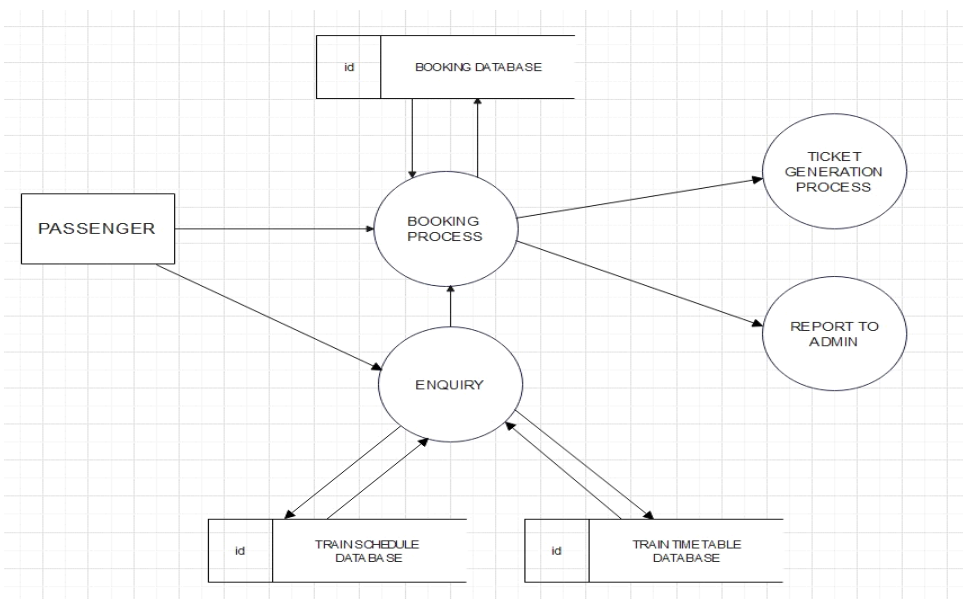 id
BOOKING DATABASE
TICKET
GENERATION
PROCESS
PASSENGER
BOOKING
PROCESS
REPORT TO
ADMIN
ENQUIRY
id
TRAIN SCHEDULE
DATABASE
id
TRAIN TIME TABLE
DATABASE